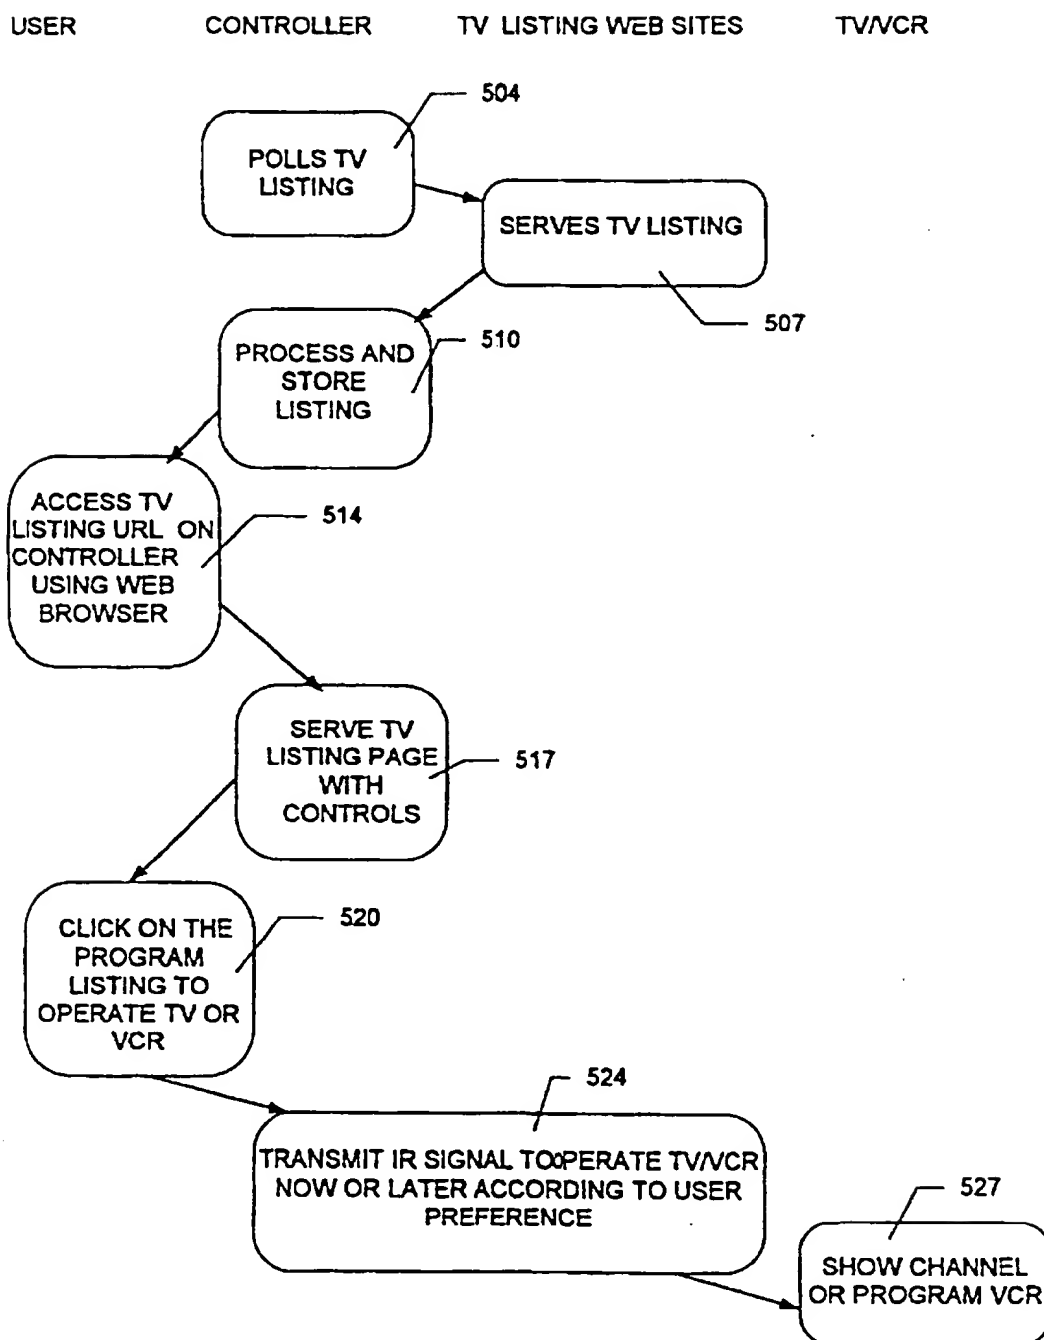 USER CONTROLLER TV LISTING WEB SITES TV/VCR
504
POLLS TV
LISTING
SERVES TV LISTING
507
510
PROCESS AND
STORE
LISTING
ACCESS TV
LISTING URL ON
CONTROLLER
USING WEB
BROWSER
514
SERVE TV
LISTING PAGE
WITH
CONTROLS
517
520
CLICK ON THE
PROGRAM
LISTING TO
OPERATE TV OR
VCR
524
TRANSMIT IR SIGNAL TO OPERATE TV/VCR
NOW OR LATER ACCORDING TO USER
PREFERENCE
527
SHOW CHANNEL
OR PROGRAM VCR